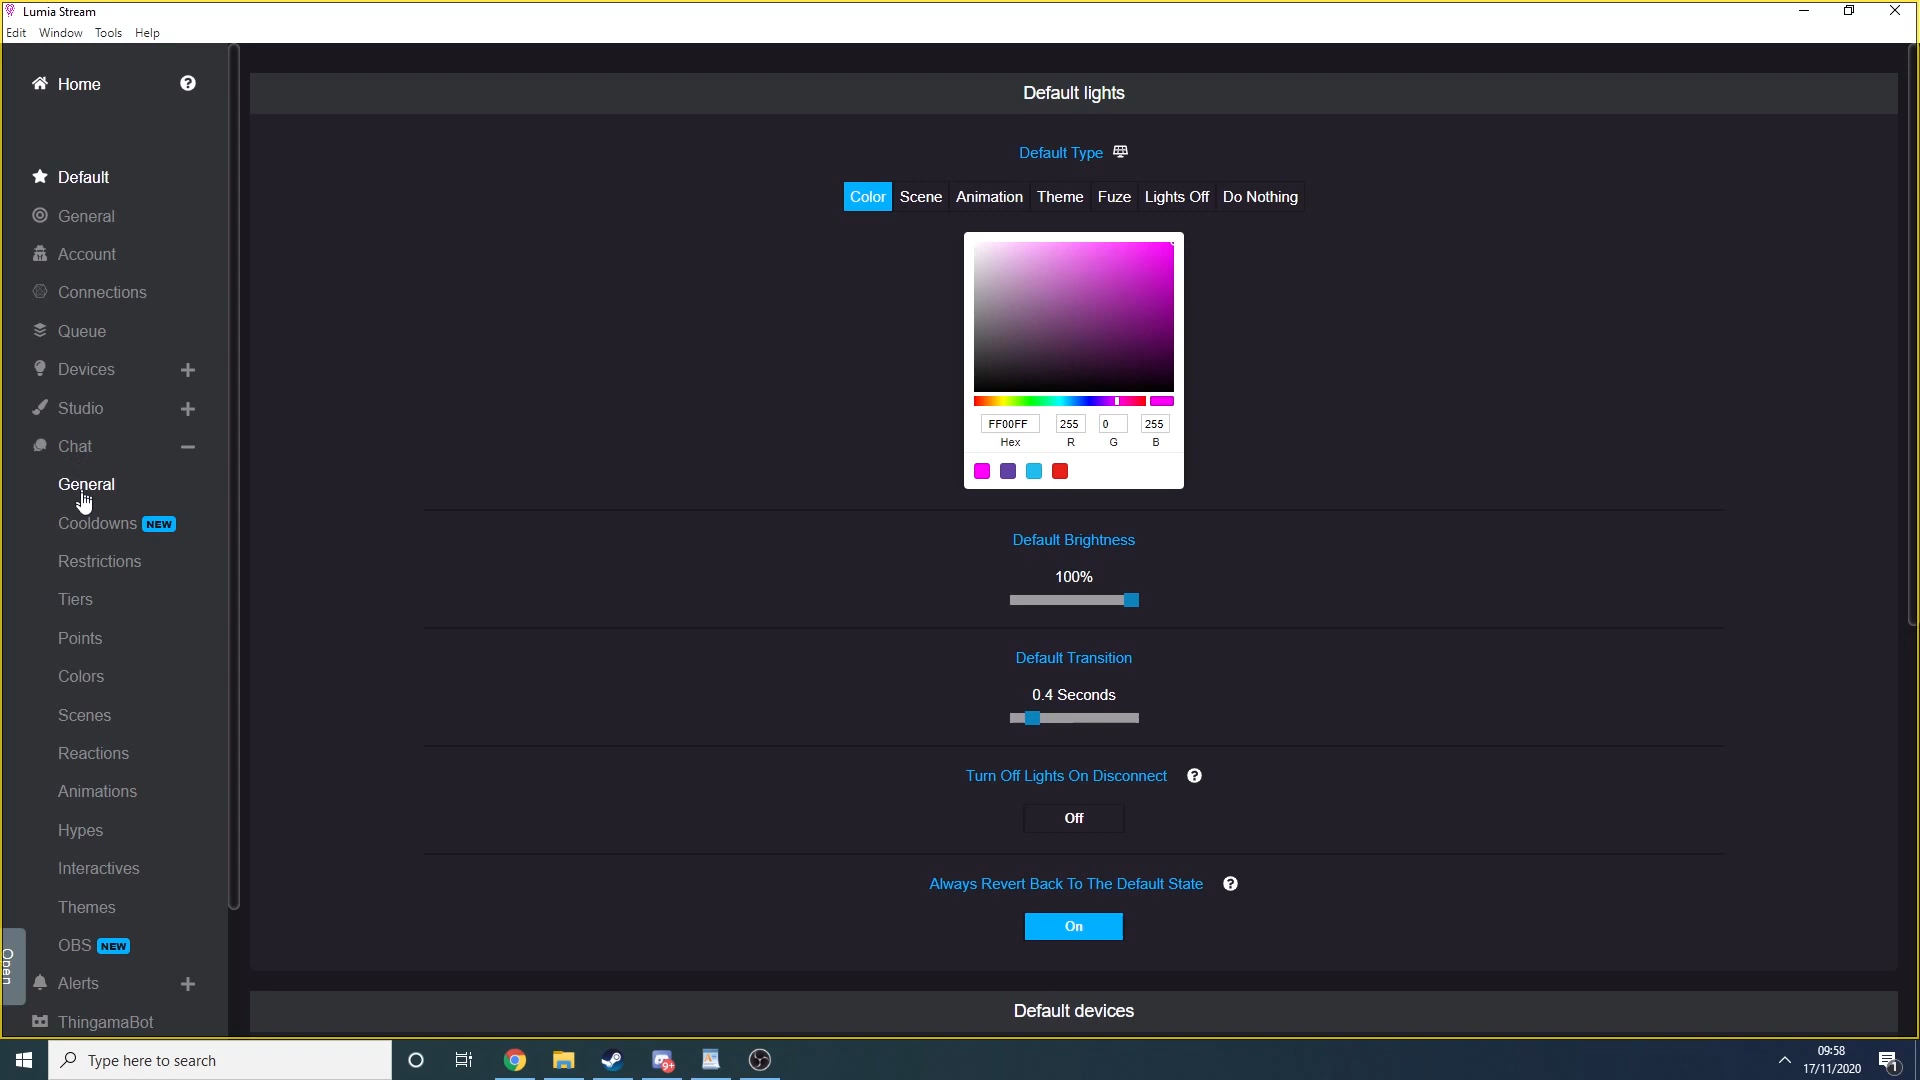 Lumia Stream
Edit Window Tools Help
Home
Default
General
Account
Connections
Queue
Devices
Studio
Chat
General
Cooldowns NEW
Restrictions
Tiers
Points
Colors
Scenes
Reactions
Animations
Hypes
Interactives
Themes
OBS NEW
Alerts
ThingamaBot
Open
Default lights
Default Type
Color Scene Animation Theme Fuze Lights Off Do Nothing
FF00FF 255 0 255
Hex R G B
Default Brightness
100%
Default Transition
0.4 Seconds
Turn Off Lights On Disconnect
Off
Always Revert Back To The Default State
On
Default devices
Type here to search
9+
09:58
17/11/2020
1